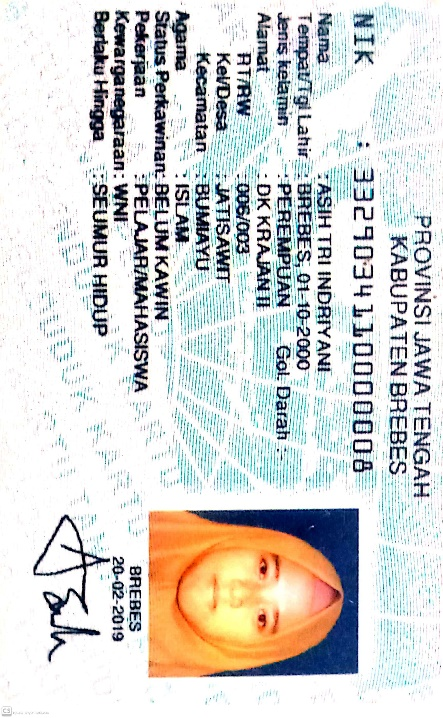 PROVINSI JAWA TENGAH
KABUPATEN BREBES
NIK : 3329034110000008
Nama : ASIH TRI INDRIYANI
Tempat/Tgl Lahir : BREBES, 01-10-2000
Jenis kelamin : PEREMPUAN Gol. Darah : -
Alamat : DK KRAJAN II
RT/RW : 006/003
Kel/Desa : JATISAWIT
Kecamatan : BUMIAYU
Agama : ISLAM
Status Perkawinan: BELUM KAWIN
Pekerjaan : PELAJAR/MAHASISWA
Kewarganegaraan: WNI
Berlaku Hingga : SEUMUR HIDUP
BREBES
20-02-2019